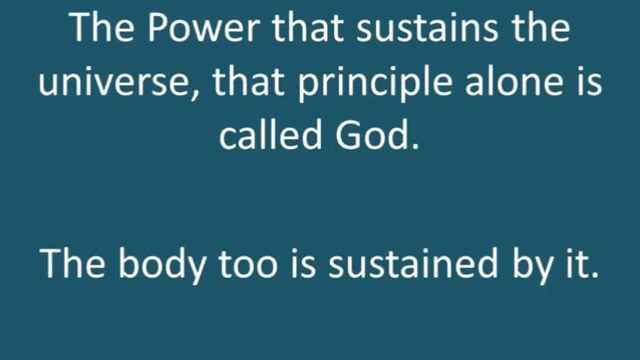 The Power that sustains the
universe, that principle alone is
called God.
The body too is sustained by it.